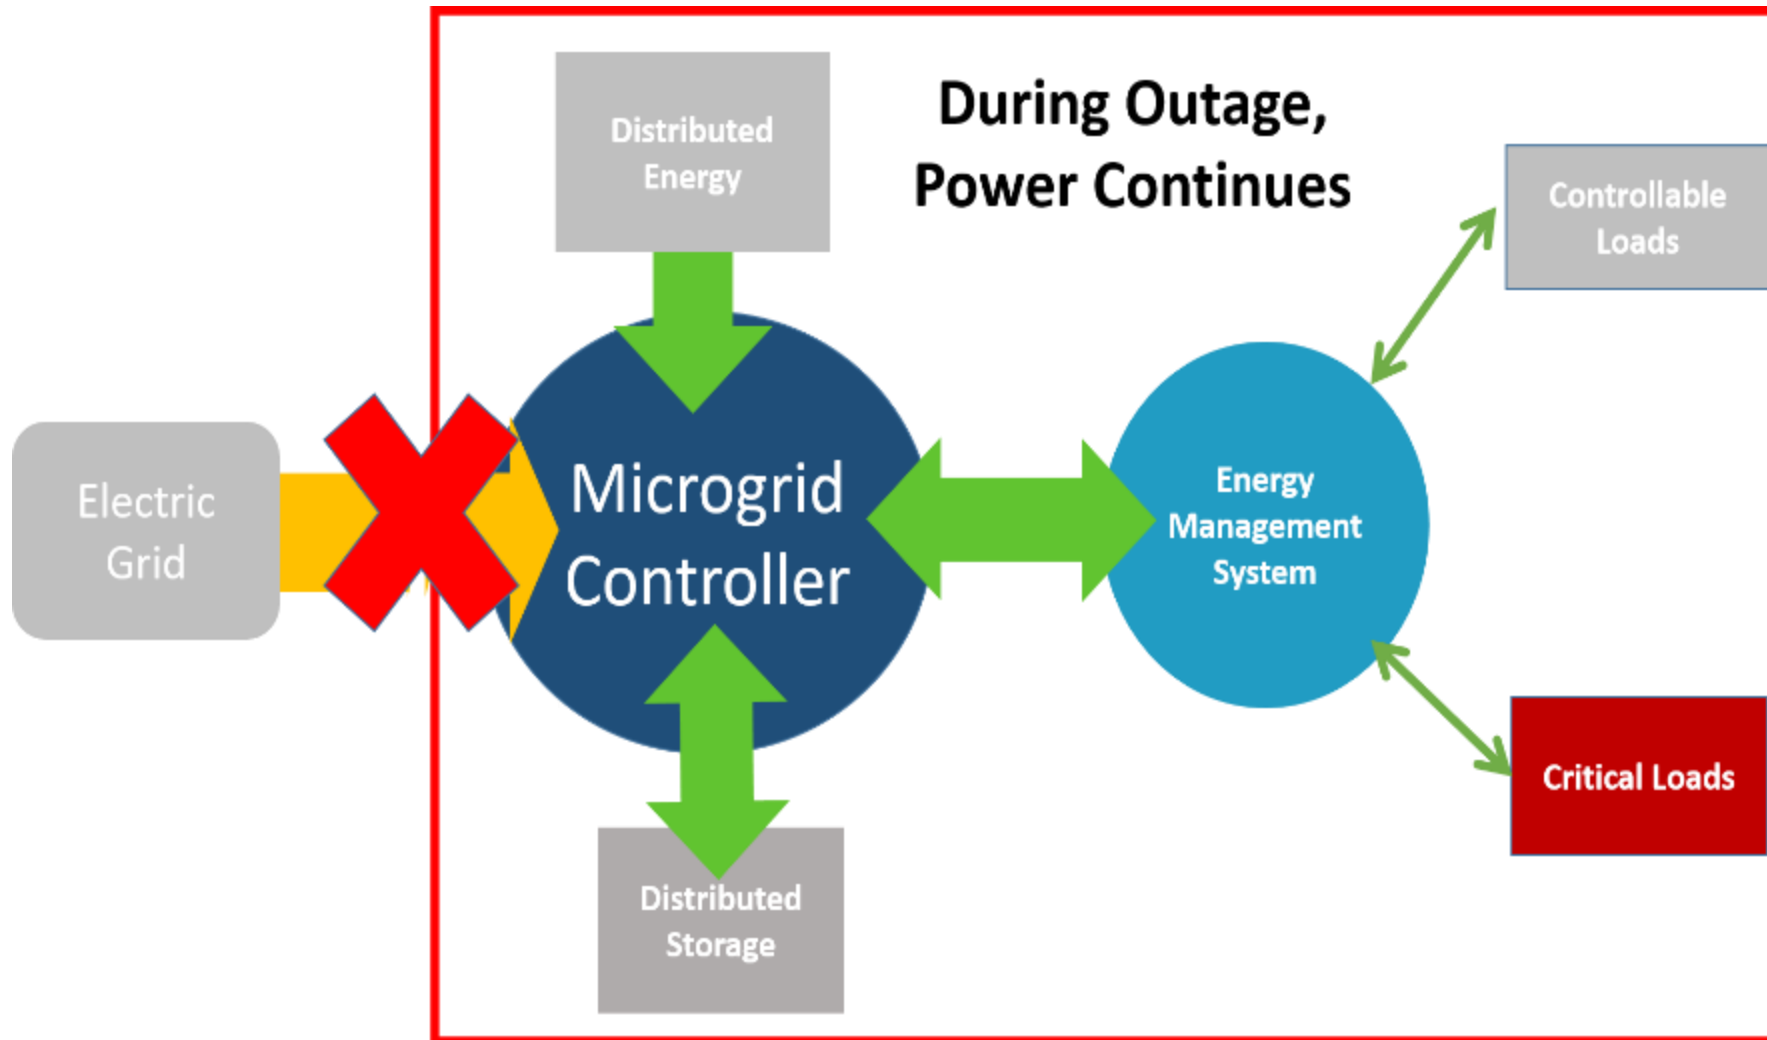 During Outage,
Power Continues
Distributed
Energy
Controllable
Loads
Electric
Grid
Microgrid
Controller
Energy
Management
System
Critical Loads
Distributed
Storage